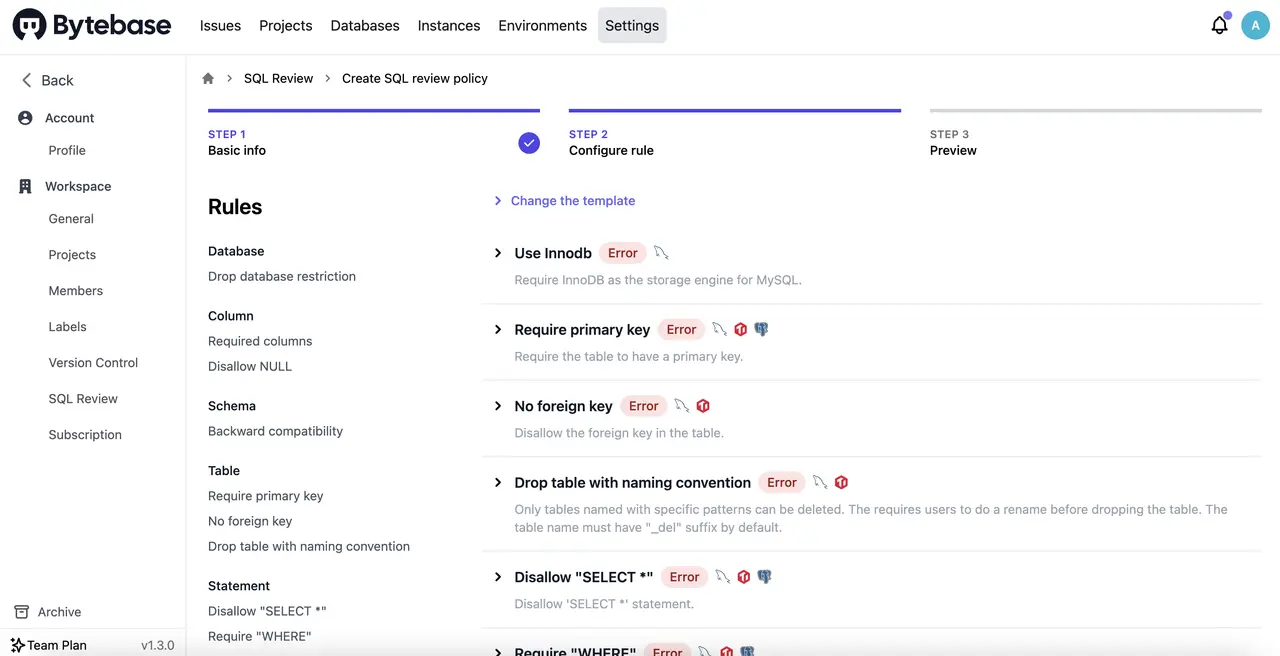 Bytebase
Issues
Projects
Databases
Instances
Environments
Settings
A
Back
Account
Profile
Workspace
General
Projects
Members
Labels
Version Control
SQL Review
Subscription
Archive
Team Plan
v1.3.0
SQL Review
Create SQL review policy
STEP 1
Basic info
STEP 2
Configure rule
STEP 3
Preview
Rules
Database
Drop database restriction
Column
Required columns
Disallow NULL
Schema
Backward compatibility
Table
Require primary key
No foreign key
Drop table with naming convention
Statement
Disallow "SELECT *"
Require "WHERE"
Change the template
Use Innodb Error
Require InnoDB as the storage engine for MySQL.
Require primary key Error
Require the table to have a primary key.
No foreign key Error
Disallow the foreign key in the table.
Drop table with naming convention Error
Only tables named with specific patterns can be deleted. The requires users to do a rename before dropping the table. The
table name must have "_del" suffix by default.
Disallow "SELECT *" Error
Disallow 'SELECT *' statement.
Require "WHERE" Error